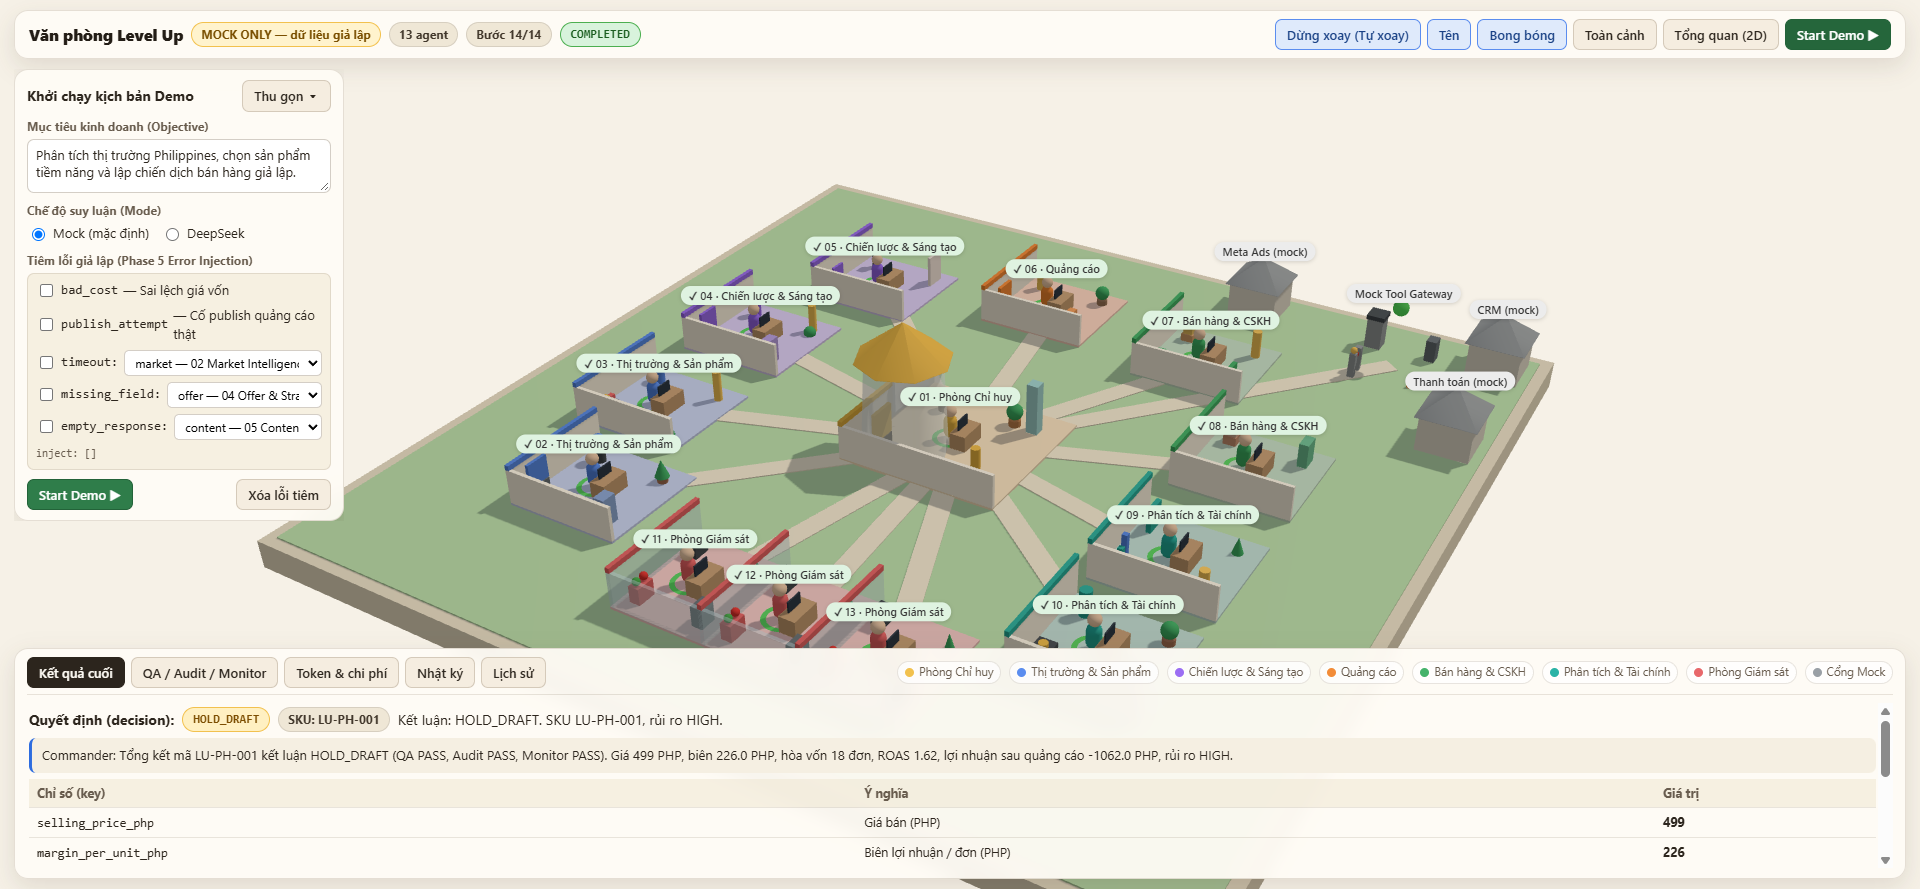 Văn phòng Level Up
MOCK ONLY — dữ liệu giả lập
13 agent
Bước 14/14
COMPLETED
Dừng xoay (Tự xoay)
Tên
Bong bóng
Toàn cảnh
Tổng quan (2D)
Start Demo ▶
Khởi chạy kịch bản Demo
Thu gọn
Mục tiêu kinh doanh (Objective)
Phân tích thị trường Philippines, chọn sản phẩm
tiềm năng và lập chiến dịch bán hàng giả lập.
Chế độ suy luận (Mode)
Mock (mặc định)
DeepSeek
Tiêm lỗi giả lập (Phase 5 Error Injection)
bad_cost — Sai lệch giá vốn
publish_attempt — Cố publish quảng cáo
thật
timeout: market — 02 Market Intelligenc
missing_field: offer — 04 Offer & Stra
empty_response: content — 05 Conten
inject: []
Start Demo ▶
Xóa lỗi tiêm
✓ 05 · Chiến lược & Sáng tạo
✓ 06 · Quảng cáo
Meta Ads (mock)
✓ 04 · Chiến lược & Sáng tạo
Mock Tool Gateway
CRM (mock)
✓ 07 · Bán hàng & CSKH
✓ 03 · Thị trường & Sản phẩm
Thanh toán (mock)
✓ 01 · Phòng Chỉ huy
✓ 08 · Bán hàng & CSKH
✓ 02 · Thị trường & Sản phẩm
✓ 09 · Phân tích & Tài chính
✓ 11 · Phòng Giám sát
✓ 12 · Phòng Giám sát
✓ 13 · Phòng Giám sát
✓ 10 · Phân tích & Tài chính
Kết quả cuối
QA / Audit / Monitor
Token & chi phí
Nhật ký
Lịch sử
Phòng Chỉ huy
Thị trường & Sản phẩm
Chiến lược & Sáng tạo
Quảng cáo
Bán hàng & CSKH
Phân tích & Tài chính
Phòng Giám sát
Cổng Mock
Quyết định (decision): HOLD_DRAFT SKU: LU-PH-001 Kết luận: HOLD_DRAFT. SKU LU-PH-001, rủi ro HIGH.
Commander: Tổng kết mã LU-PH-001 kết luận HOLD_DRAFT (QA PASS, Audit PASS, Monitor PASS). Giá 499 PHP, biên 226.0 PHP, hòa vốn 18 đơn, ROAS 1.62, lợi nhuận sau quảng cáo -1062.0 PHP, rủi ro HIGH.
Chỉ số (key) Ý nghĩa Giá trị
selling_price_php Giá bán (PHP) 499
margin_per_unit_php Biên lợi nhuận / đơn (PHP) 226